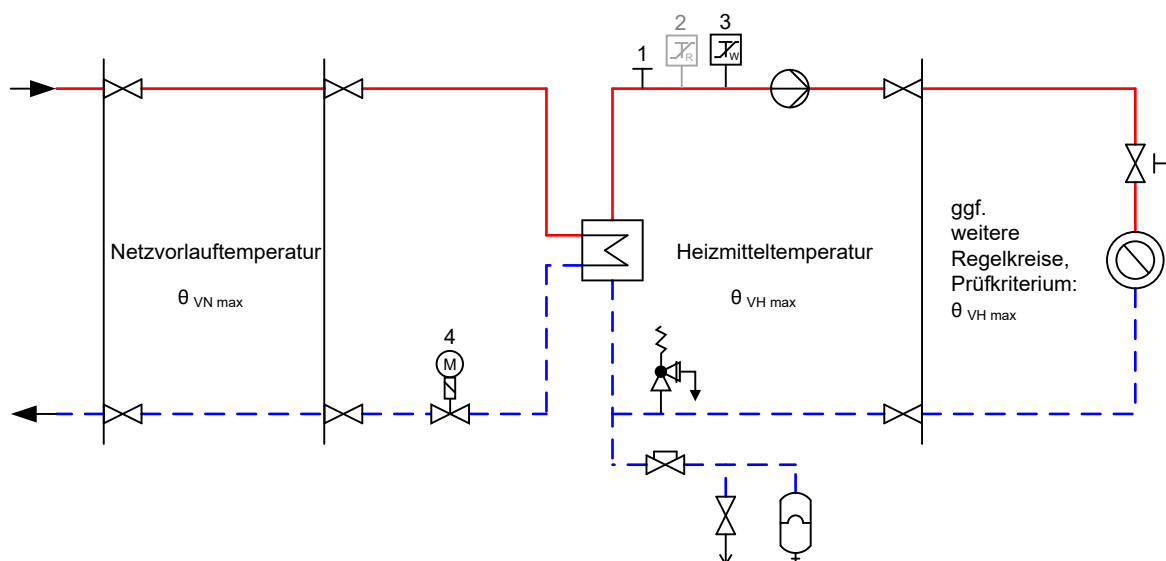 1
2
3
R
W
Netzvorlauftemperatur
θ VN max
Heizmitteltemperatur
θ VH max
ggf.
weitere
Regelkreise,
Prüfkriterium:
θ VH max
4
M